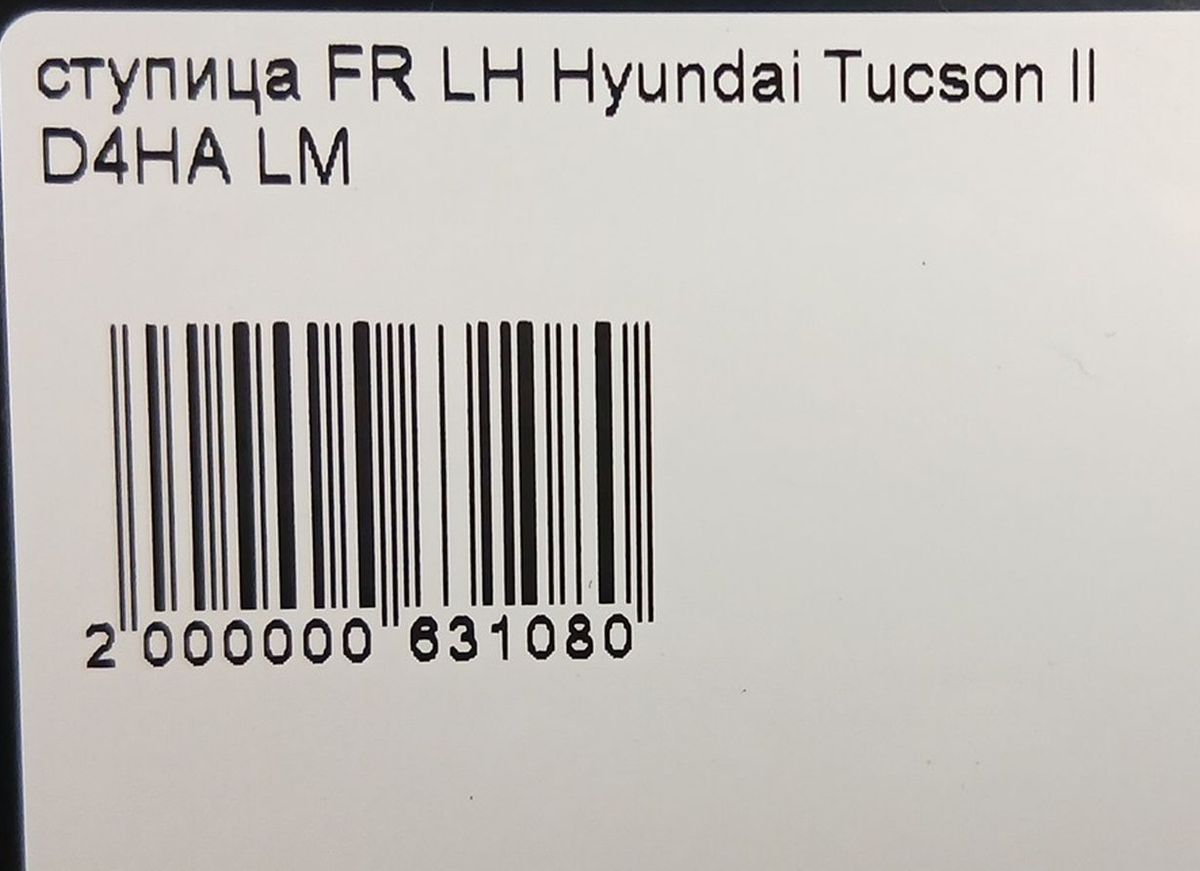 ступица FR LH Hyundai Tucson II
D4HA LM
2 000000 631080